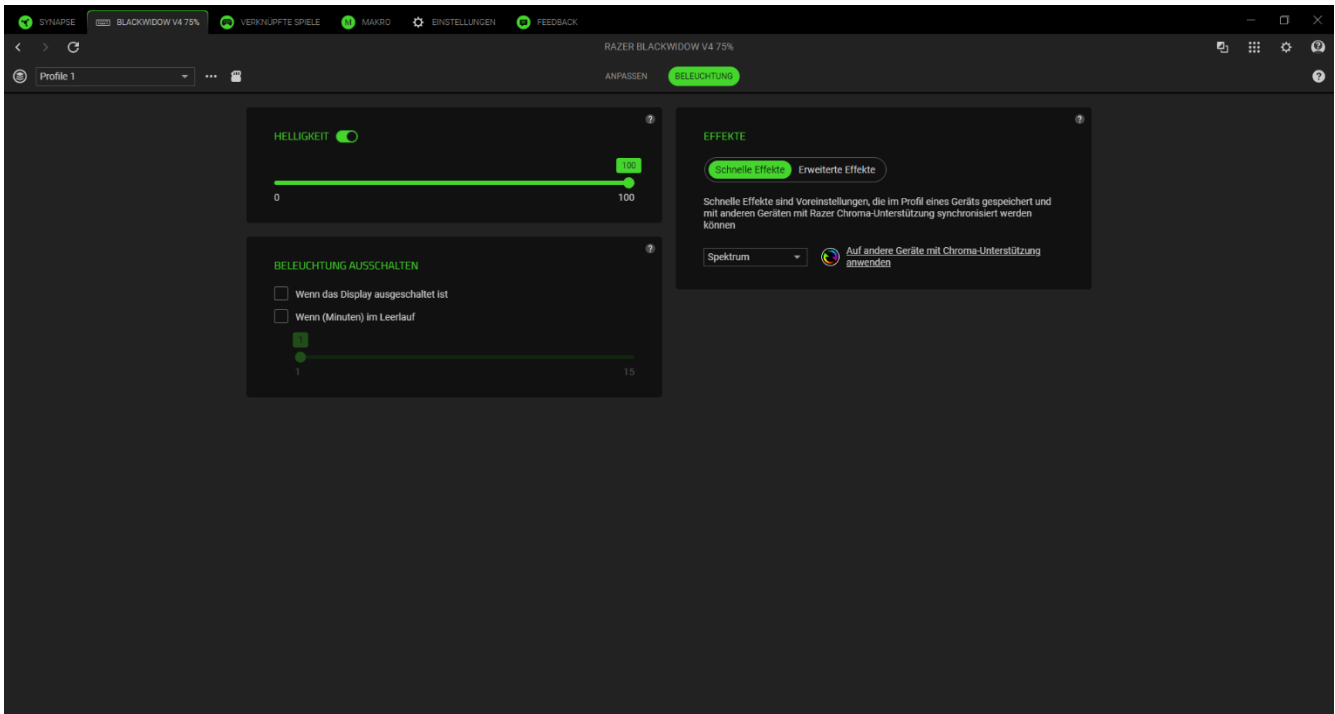 SYNAPSE
BLACKWIDOW V4 75%
VERKNÜPFTE SPIELE
M
MAKRO
EINSTELLUNGEN
FEEDBACK
RAZER BLACKWIDOW V4 75%
Profile 1
ANPASSEN
BELEUCHTUNG
?
HELLIGKEIT
?
100
0
100
BELEUCHTUNG AUSSCHALTEN
?
Wenn das Display ausgeschaltet ist
Wenn (Minuten) im Leerlauf
1
1
15
EFFEKTE
?
Schnelle Effekte
Erweiterte Effekte
Schnelle Effekte sind Voreinstellungen, die im Profil eines Geräts gespeichert und
mit anderen Geräten mit Razer Chroma-Unterstützung synchronisiert werden
können
Spektrum
Auf andere Geräte mit Chroma-Unterstützung
anwenden